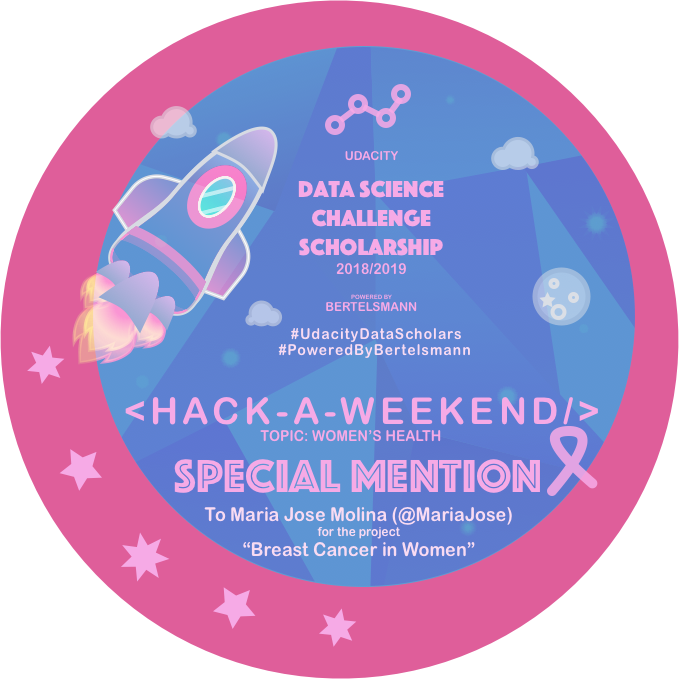 UDACITY
DATA SCIENCE
CHALLENGE
SCHOLARSHIP
2018/2019
POWERED BY
BERTELSMANN
#UdacityDataScholars
#PoweredByBertelsmann
<HACK-A-WEEKEND/>
TOPIC: WOMEN'S HEALTH
SPECIAL MENTION
To Maria Jose Molina (@MariaJose)
for the project
“Breast Cancer in Women”